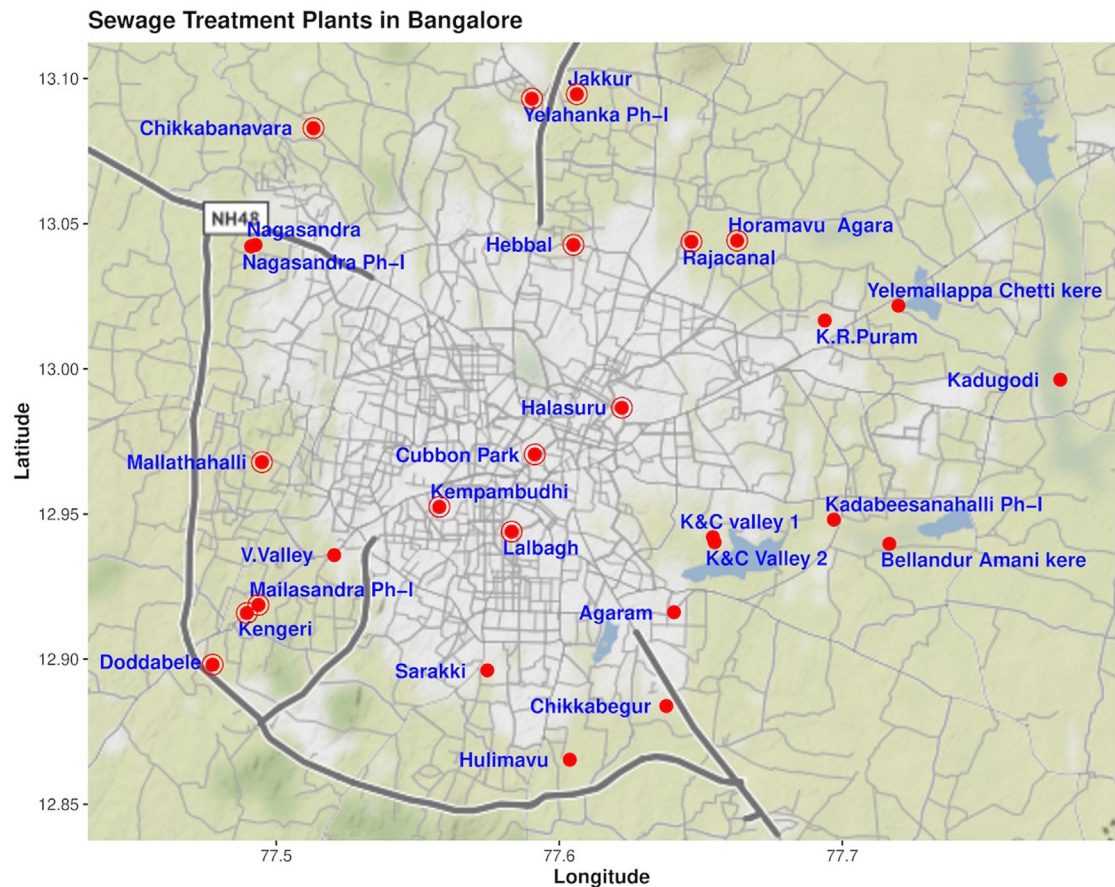 Sewage Treatment Plants in Bangalore
13.10
Jakkur
Yelahanka Ph−I
Chikkabanavara
13.05
NH48
Nagasandra
Horamavu  Agara
Hebbal
Rajacanal
Nagasandra Ph−I
Yelemallappa Chetti kere
K.R.Puram
13.00
Kadugodi
Halasuru
Latitude
Cubbon Park
Mallathahalli
Kempambudhi
Kadabeesanahalli Ph−I
12.95
K&C valley 1
Lalbagh
V.Valley
K&C Valley 2
Bellandur Amani kere
Mailasandra Ph−I
Agaram
Kengeri
12.90
Doddabele
Sarakki
Chikkabegur
Hulimavu
12.85
77.5
77.6
77.7
Longitude